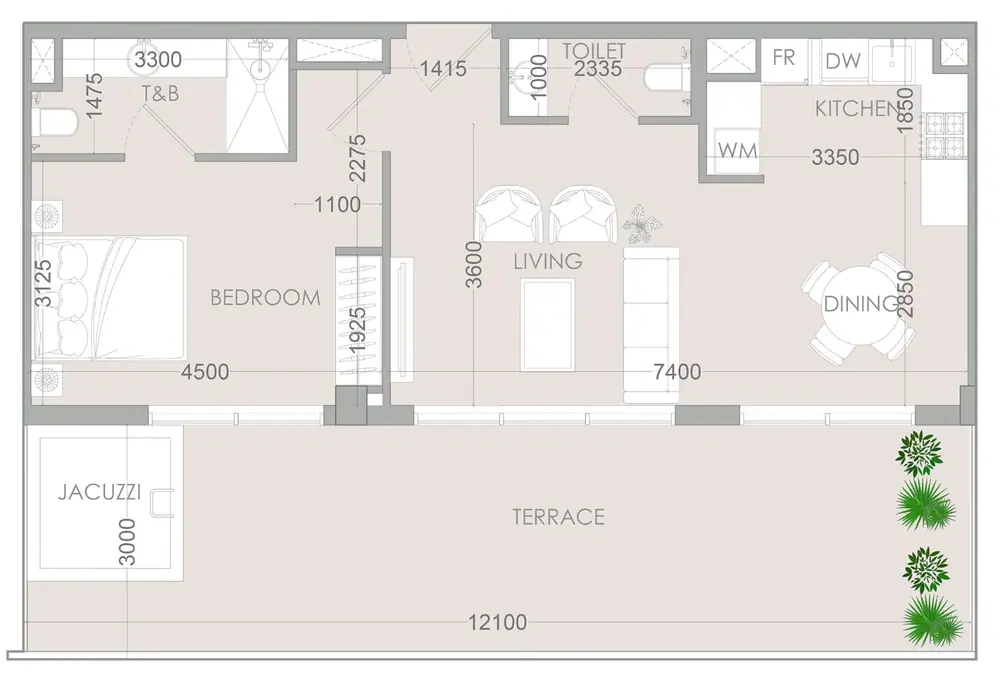 3300
1475
T&B
1415
TOILET
2335
1000
FR
DW
KITCHEN
1850
WM
3350
2275
1100
3125
BEDROOM
1925
4500
LIVING
3600
7400
DINING
2850
JACUZZI
3000
TERRACE
12100